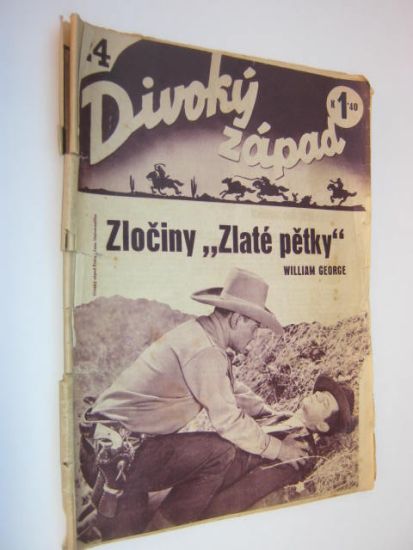 4
Divoký
západ
K 1·40
Zločiny „Zlaté pětky“
WILLIAM GEORGE